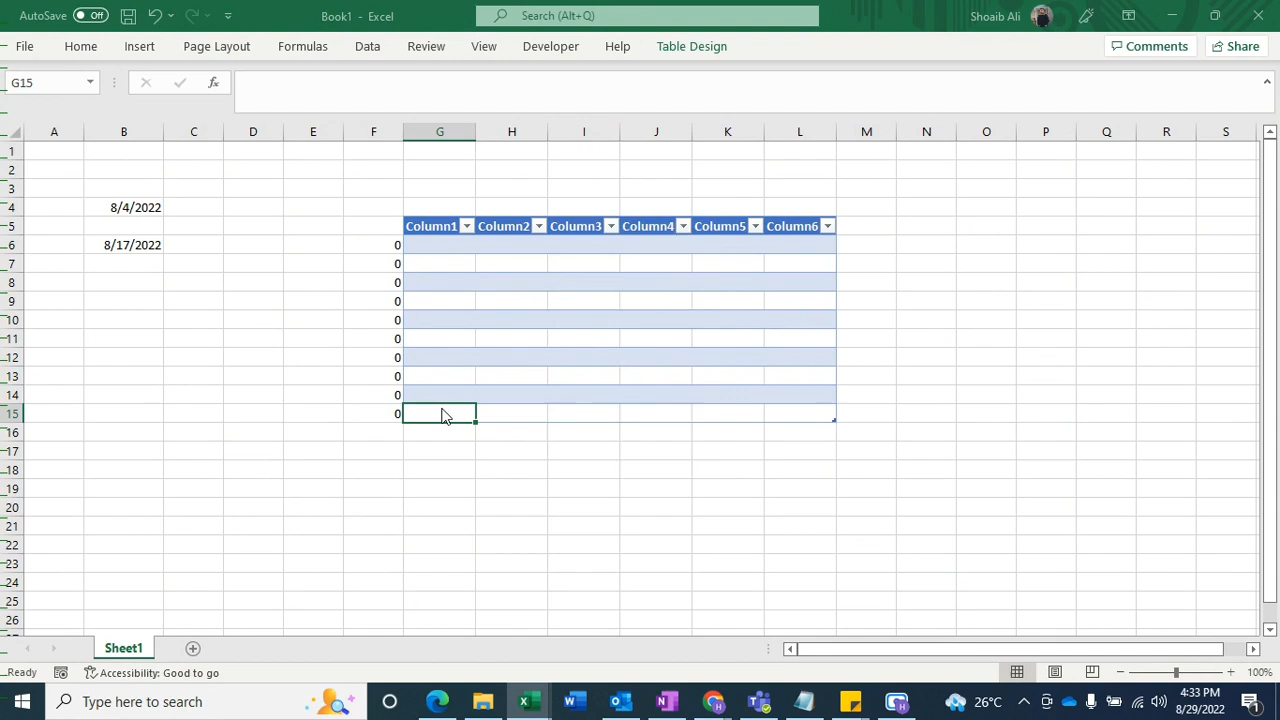 AutoSave Off Book1 - Excel Search (Alt+Q) Shoaib Ali
File Home Insert Page Layout Formulas Data Review View Developer Help Table Design Comments Share
G15 fx
A B C D E F G H I J K L M N O P Q R S
1
2
3
4 8/4/2022
5 Column1 Column2 Column3 Column4 Column5 Column6
6 8/17/2022 0
7 0
8 0
9 0
10 0
11 0
12 0
13 0
14 0
15 0
16
17
18
19
20
21
22
23
24
25
26
Sheet1
Ready Accessibility: Good to go 100%
Type here to search 26°C 4:33 PM
8/29/2022